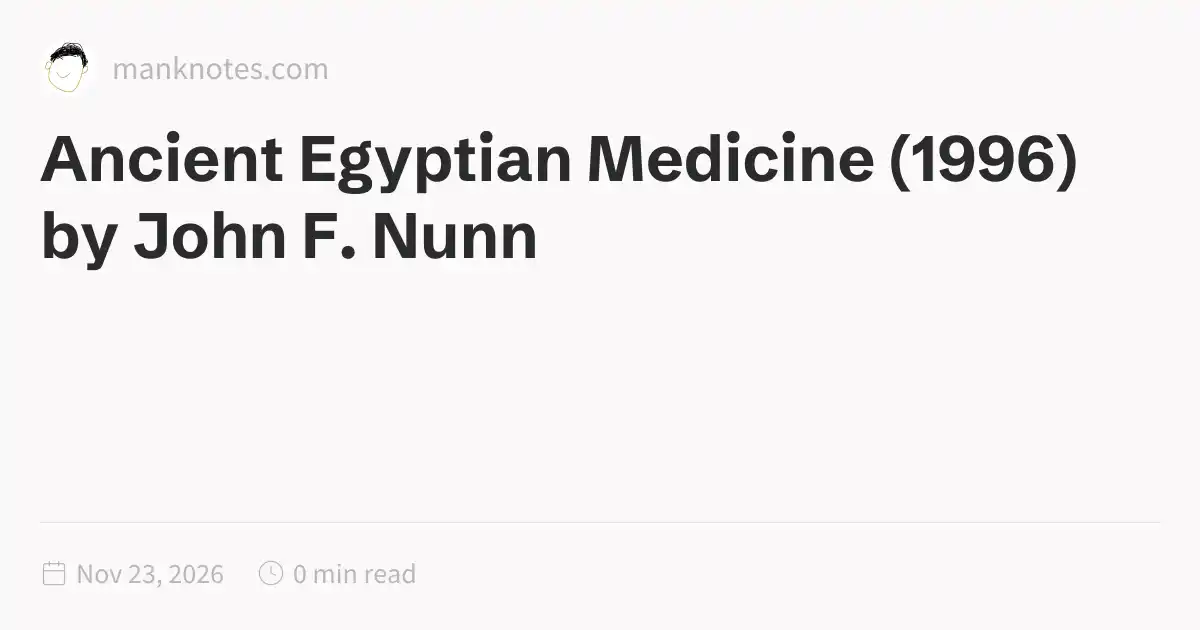 manknotes.com
Ancient Egyptian Medicine (1996)
by John F. Nunn
Nov 23, 2026 0 min read